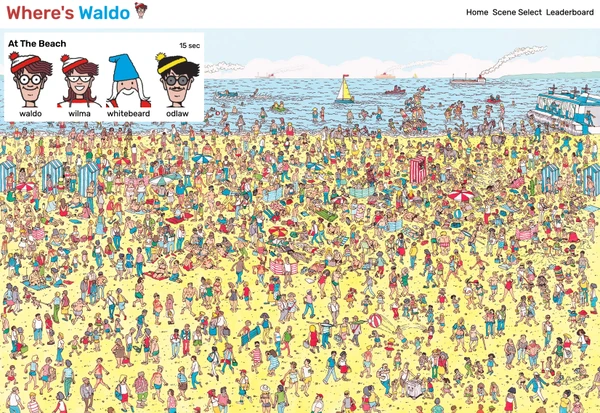 Where's Waldo
Home Scene Select Leaderboard
At The Beach
15 sec
waldo
wilma
whitebeard
odlaw